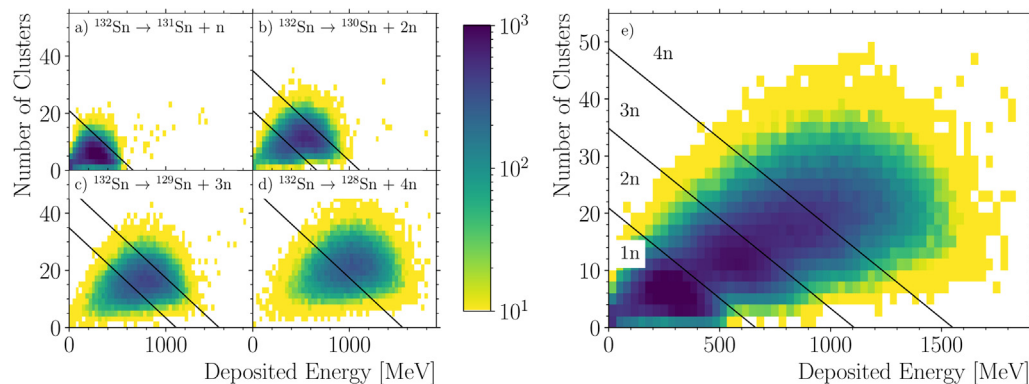 a) ¹³²Sn → ¹³¹Sn + n
b) ¹³²Sn → ¹³⁰Sn + 2n
c) ¹³²Sn → ¹²⁹Sn + 3n
d) ¹³²Sn → ¹²⁸Sn + 4n
Number of Clusters
40
20
0
40
20
0
0
1000
0
1000
Deposited Energy [MeV]
10³
10²
10¹
e)
4n
3n
2n
1n
Number of Clusters
50
40
30
20
10
0
0
500
1000
1500
Deposited Energy [MeV]